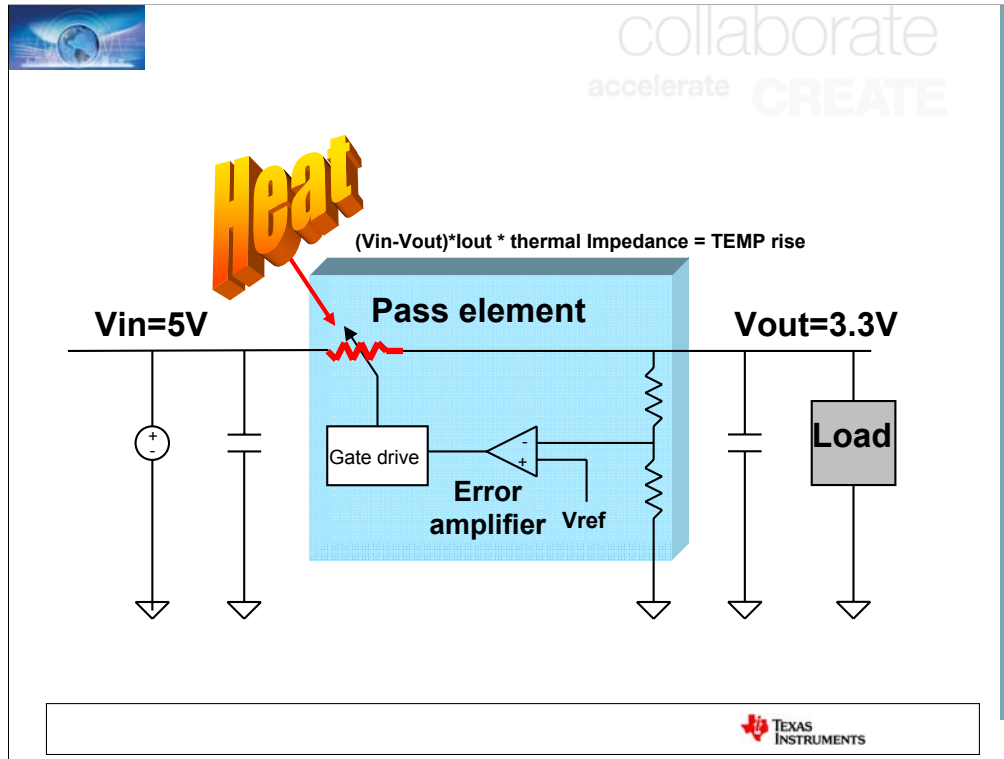 collaborate
accelerate CREATE
Heat
(Vin-Vout)*Iout * thermal Impedance = TEMP rise
Pass element
Vin=5V
Vout=3.3V
+
-
Gate drive
-
+
Error
amplifier
Vref
Load
TEXAS
INSTRUMENTS